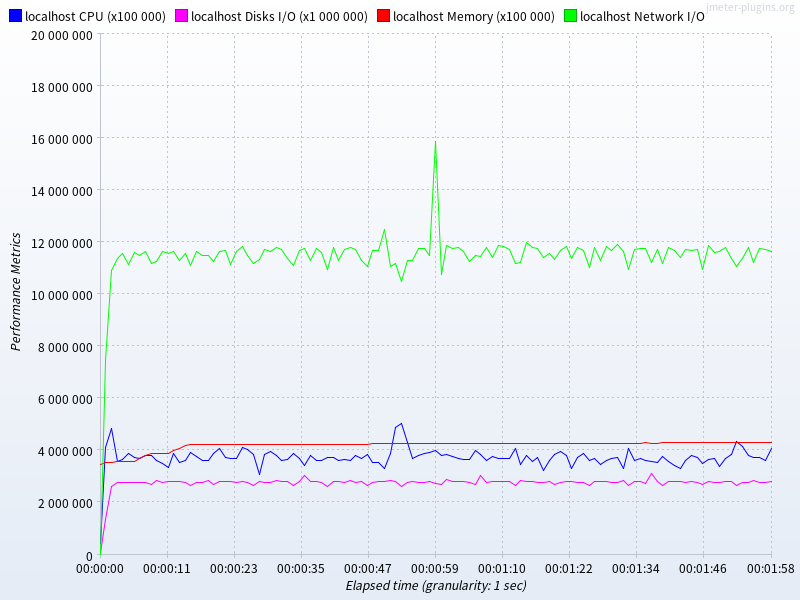 jmeter-plugins.org
localhost CPU (x100 000) localhost Disks I/O (x1 000 000) localhost Memory (x100 000) localhost Network I/O
20 000 000
18 000 000
16 000 000
14 000 000
12 000 000
10 000 000
8 000 000
6 000 000
4 000 000
2 000 000
0
Performance Metrics
00:00:00 00:00:11 00:00:23 00:00:35 00:00:47 00:00:59 00:01:10 00:01:22 00:01:34 00:01:46 00:01:58
Elapsed time (granularity: 1 sec)